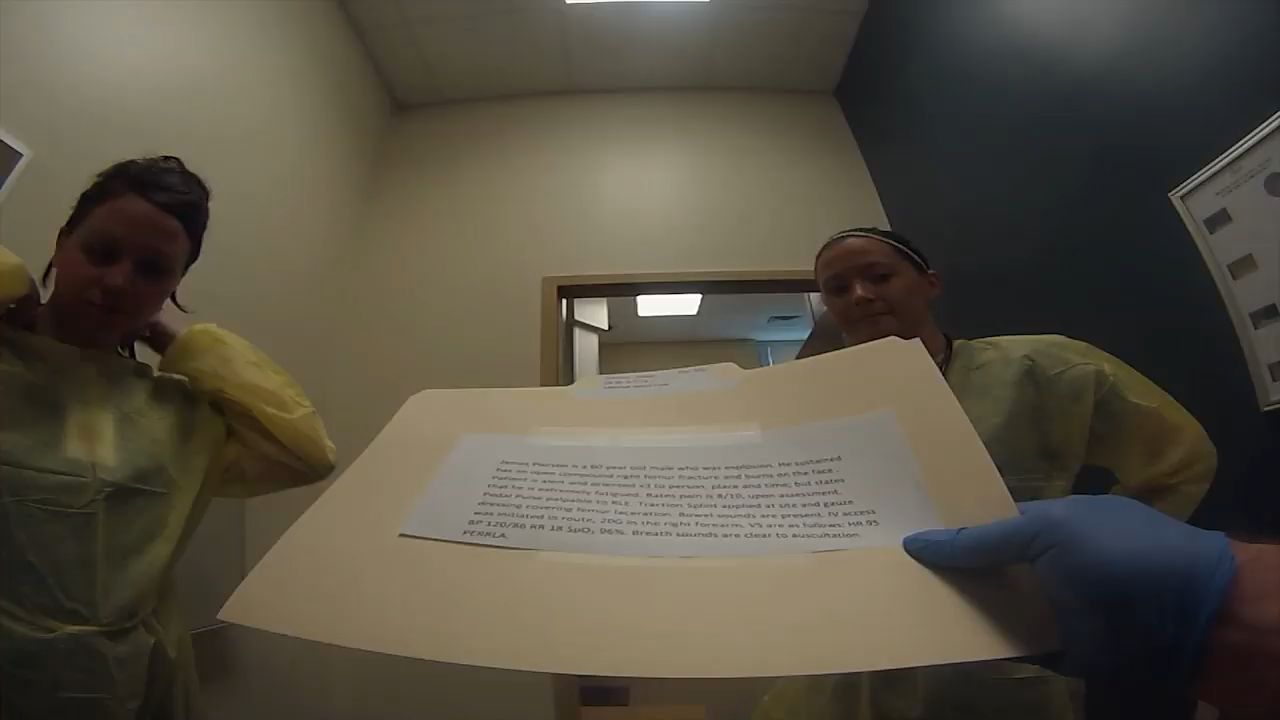 James Pearson is a 60 year old male who was explosion. He sustained
has an open compound right femur fracture and burns on the face.
Patient is alert and oriented x3 to person, place and time; but states
that he is extremely fatigued. Rates pain is 8/10, upon assessment.
Pedal Pulse palpable to RLE. Traction Splint applied at site and gauze
dressing covering femur laceration. Bowel sounds are present. IV access
was initiated in route, 20G in the right forearm. VS are as follows: HR 95
BP 120/86 RR 18 SpO2 96%. Breath sounds are clear to auscultation.
PERRLA.